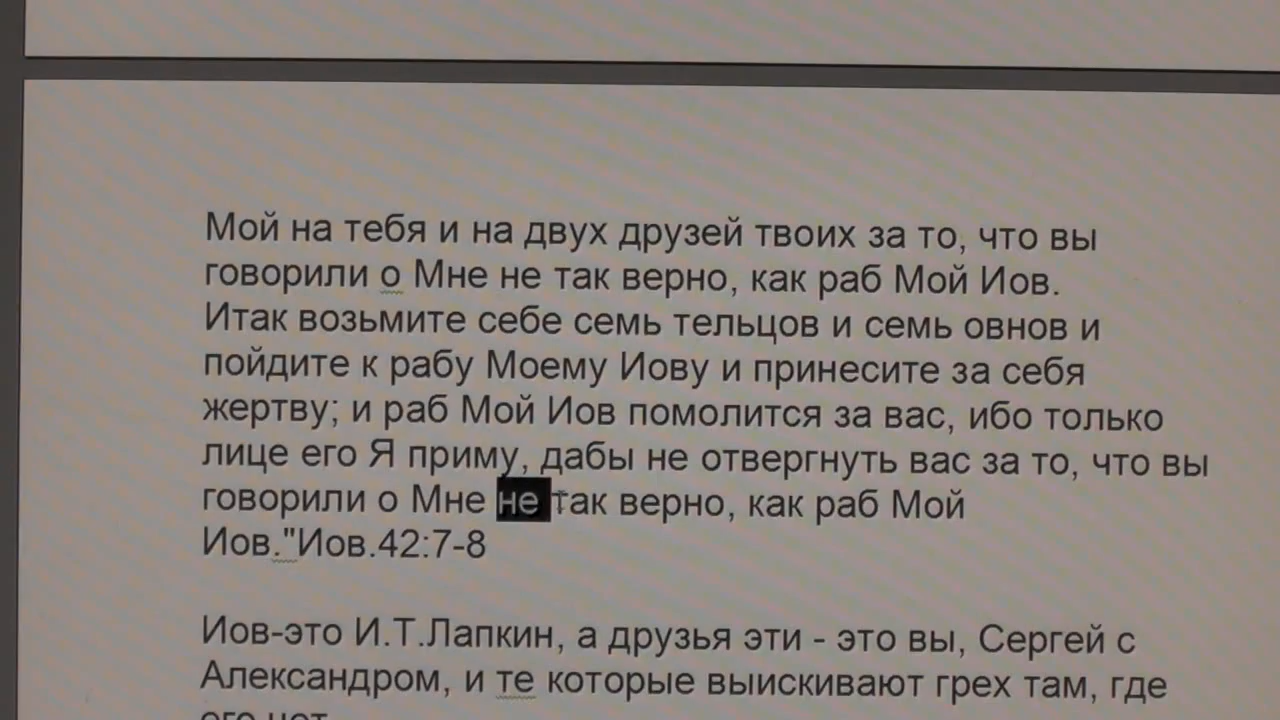 Мой на тебя и на двух друзей твоих за то, что вы
говорили о Мне не так верно, как раб Мой Иов.
Итак возьмите себе семь тельцов и семь овнов и
пойдите к рабу Моему Иову и принесите за себя
жертву; и раб Мой Иов помолится за вас, ибо только
лице его Я приму, дабы не отвергнуть вас за то, что вы
говорили о Мне не так верно, как раб Мой
Иов."Иов.42:7-8
Иов-это И.Т.Лапкин, а друзья эти - это вы, Сергей с
Александром, и те которые выискивают грех там, где
его нет